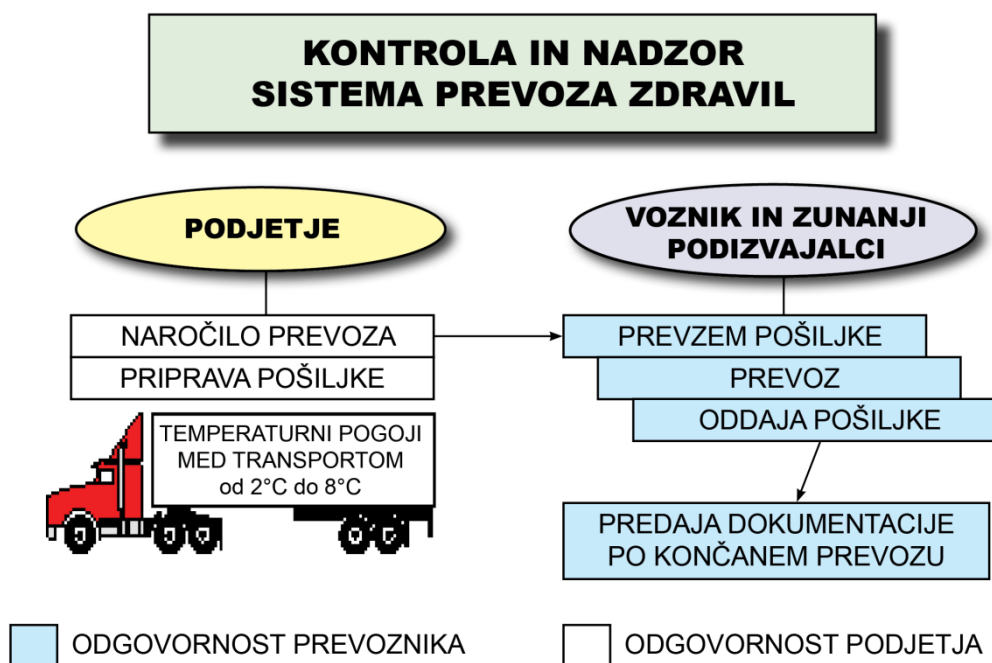 KONTROLA IN NADZOR
SISTEMA PREVOZA ZDRAVIL
PODJETJE
VOZNIK IN ZUNANJI
PODIZVAJALCI
NAROČILO PREVOZA
PRIPRAVA POŠILJKE
TEMPERATURNI POGOJI
MED TRANSPORTOM
od 2°C do 8°C
PREVZEM POŠILJKE
PREVOZ
ODDAJA POŠILJKE
PREDAJA DOKUMENTACIJE
PO KONČANEM PREVOZU
ODGOVORNOST PREVOZNIKA
ODGOVORNOST PODJETJA